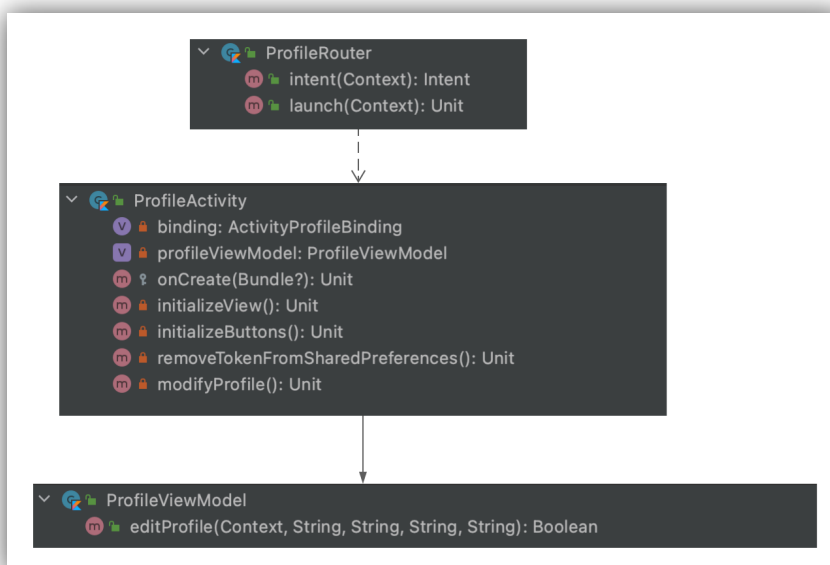 ProfileRouter
m intent(Context): Intent
m launch(Context): Unit
ProfileActivity
V binding: ActivityProfileBinding
V profileViewModel: ProfileViewModel
m onCreate(Bundle?): Unit
m initializeView(): Unit
m initializeButtons(): Unit
m removeTokenFromSharedPreferences(): Unit
m modifyProfile(): Unit
ProfileViewModel
m editProfile(Context, String, String, String, String): Boolean